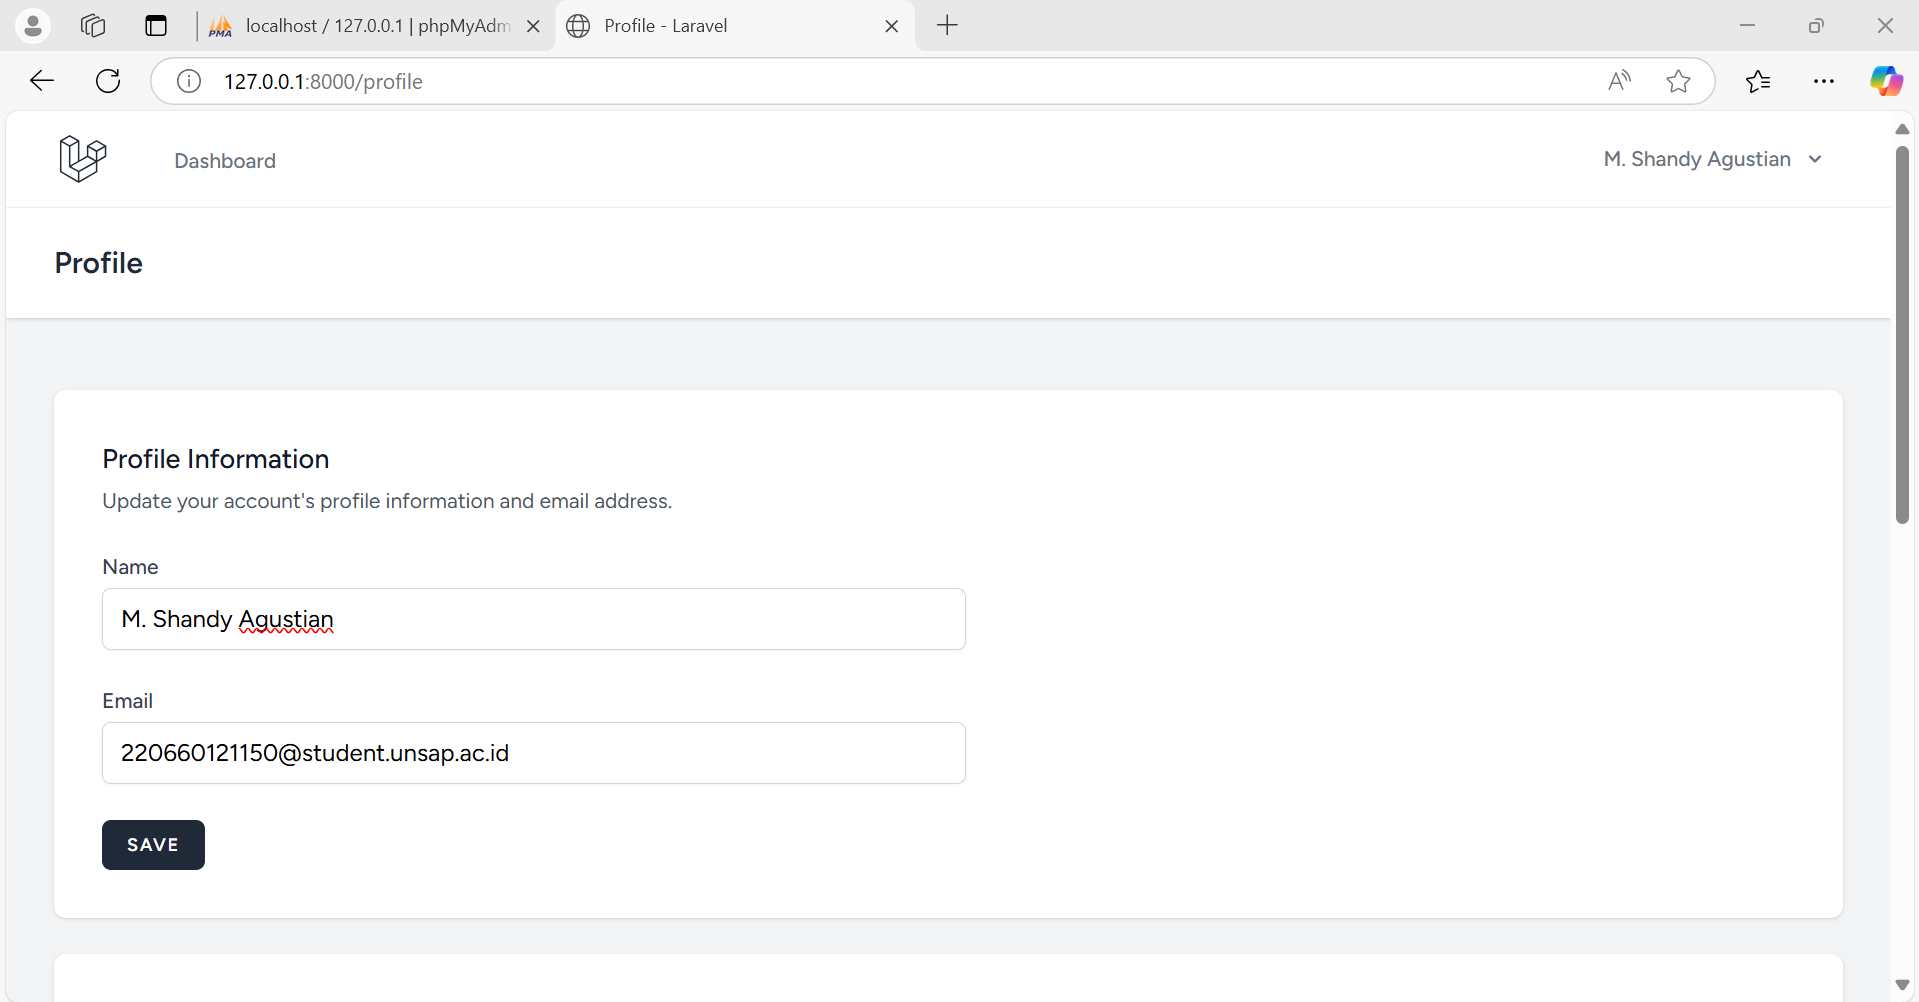 PMA localhost / 127.0.0.1 | phpMyAdm
Profile - Laravel
127.0.0.1:8000/profile
Dashboard
M. Shandy Agustian
Profile
Profile Information
Update your account's profile information and email address.
Name
M. Shandy Agustian
Email
220660121150@student.unsap.ac.id
SAVE